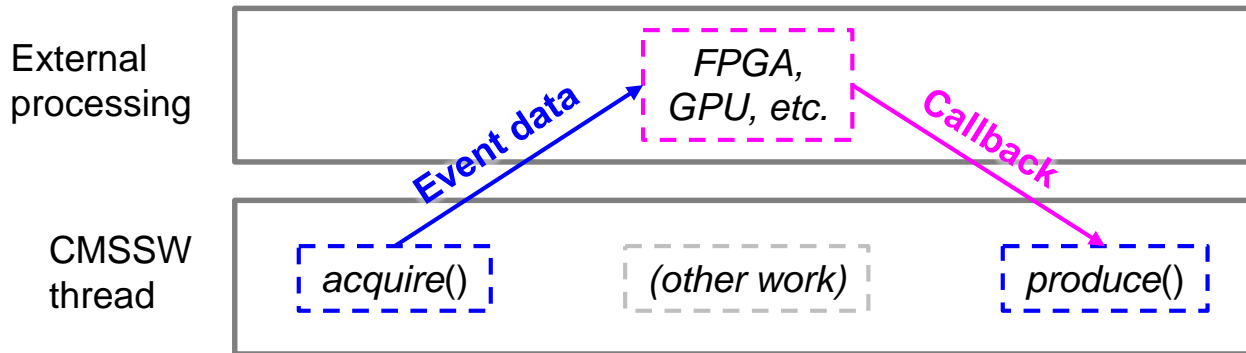 External
processing
FPGA,
GPU, etc.
Event data
Callback
CMSSW
thread
acquire()
(other work)
produce()